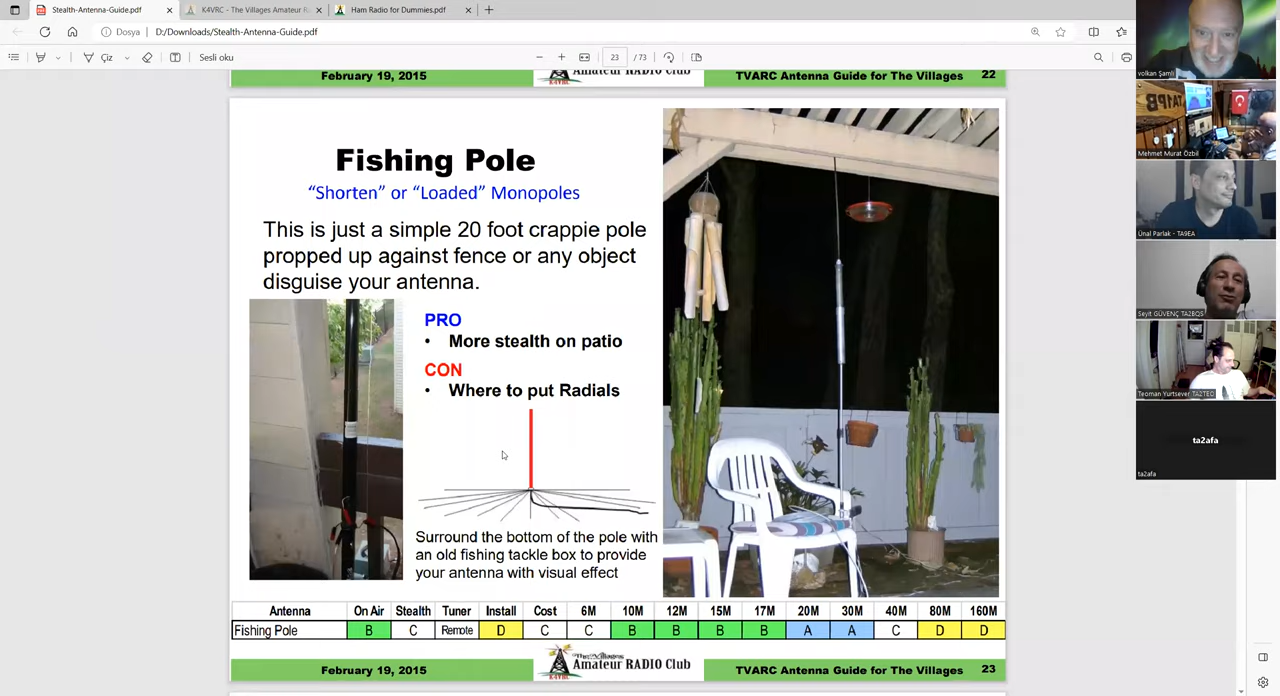 Stealth-Antenna-Guide.pdf
K4VRC - The Villages Amateur R
Ham Radio for Dummies.pdf
Dosya D:/Downloads/Stealth-Antenna-Guide.pdf
Çiz Sesli oku 23 / 73
February 19, 2015 Amateur RADIO Club TVARC Antenna Guide for The Villages 22
Fishing Pole
“Shorten” or “Loaded” Monopoles
This is just a simple 20 foot crappie pole
propped up against fence or any object
disguise your antenna.
PRO
• More stealth on patio
CON
• Where to put Radials
Surround the bottom of the pole with
an old fishing tackle box to provide
your antenna with visual effect
Antenna On Air Stealth Tuner Install Cost 6M 10M 12M 15M 17M 20M 30M 40M 80M 160M
Fishing Pole B C Remote D C C B B B B A A C D D
February 19, 2015 The Villages Amateur RADIO Club K4VRC TVARC Antenna Guide for The Villages 23
volkan Şamlı
TA1PB
Mehmet Murat Özbil
Ünal Parlak - TA9EA
Seyit GÜVENÇ TA2BQS
Teoman Yurtsever TA2TEO
ta2afa
ta2afa